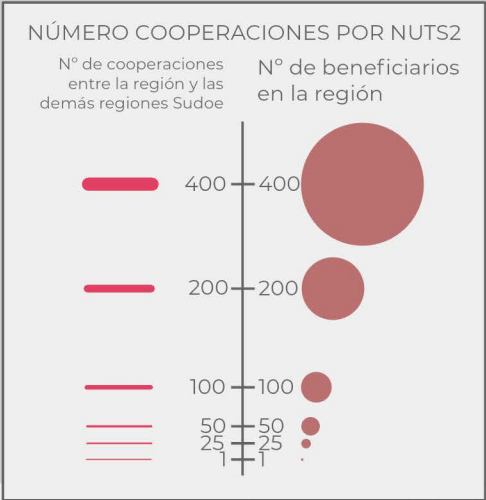 NÚMERO COOPERACIONES POR NUTS2
Nº de cooperaciones
entre la región y las
demás regiones Sudoe
Nº de beneficiarios
en la región
400 400
200 200
100 100
50 50
25 25
1 1